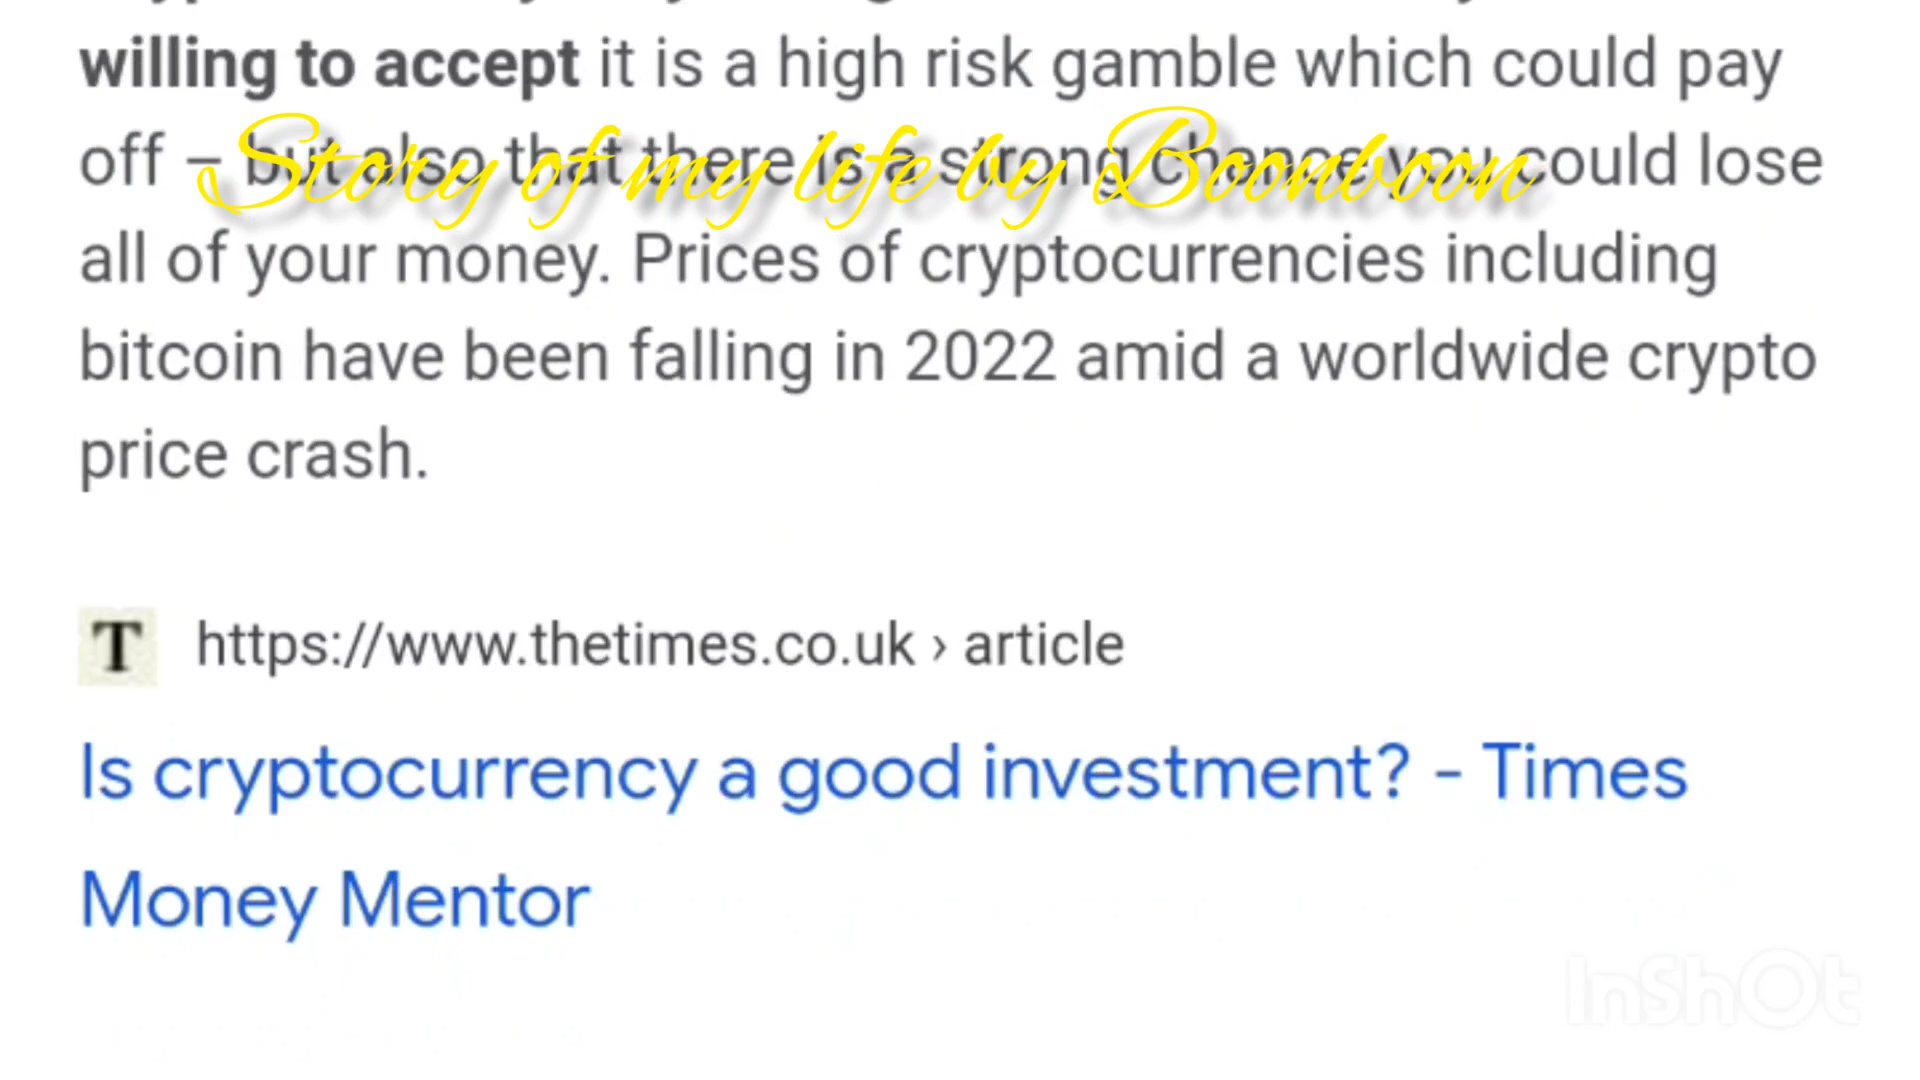 willing to accept it is a high risk gamble which could pay
off – but also that there is a strong chance you could lose
Story of my life by Boonboon
all of your money. Prices of cryptocurrencies including
bitcoin have been falling in 2022 amid a worldwide crypto
price crash.
T
https://www.thetimes.co.uk › article
Is cryptocurrency a good investment? - Times
Money Mentor
InShOt